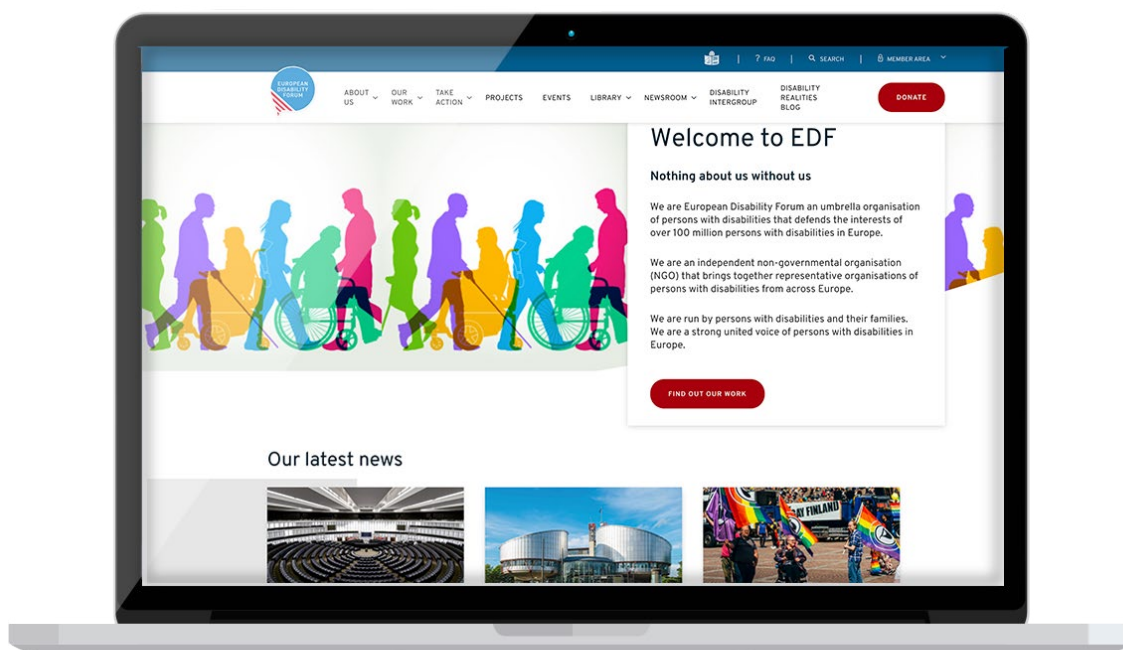 ? FAQ | SEARCH | MEMBER AREA
EUROPEAN
DISABILITY
FORUM
ABOUT
US
OUR
WORK
TAKE
ACTION
PROJECTS
EVENTS
LIBRARY
NEWSROOM
DISABILITY
INTERGROUP
DISABILITY
REALITIES
BLOG
DONATE
Welcome to EDF
Nothing about us without us
We are European Disability Forum an umbrella organisation
of persons with disabilities that defends the interests of
over 100 million persons with disabilities in Europe.
We are an independent non-governmental organisation
(NGO) that brings together representative organisations of
persons with disabilities from across Europe.
We are run by persons with disabilities and their families.
We are a strong united voice of persons with disabilities in
Europe.
FIND OUT OUR WORK
Our latest news
FINLAND